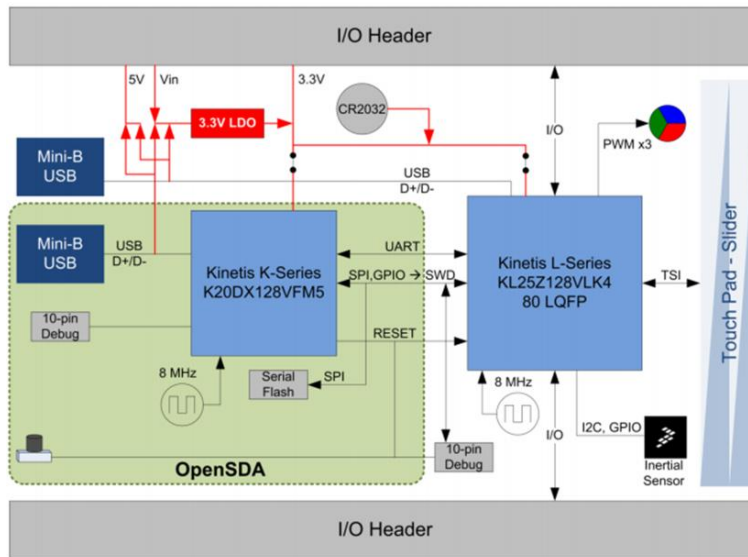 I/O Header
5V
Vin
3.3V
3.3V LDO
CR2032
I/O
PWM x3
Mini-B
USB
USB
D+/D-
Mini-B
USB
USB
D+/D-
Kinetis K-Series
K20DX128VFM5
UART
SPI,GPIO → SWD
RESET
Kinetis L-Series
KL25Z128VLK4
80 LQFP
TSI
Touch Pad - Slider
10-pin
Debug
8 MHz
Serial
Flash
SPI
8 MHz
I/O
I2C, GPIO
10-pin
Debug
Inertial
Sensor
OpenSDA
I/O Header